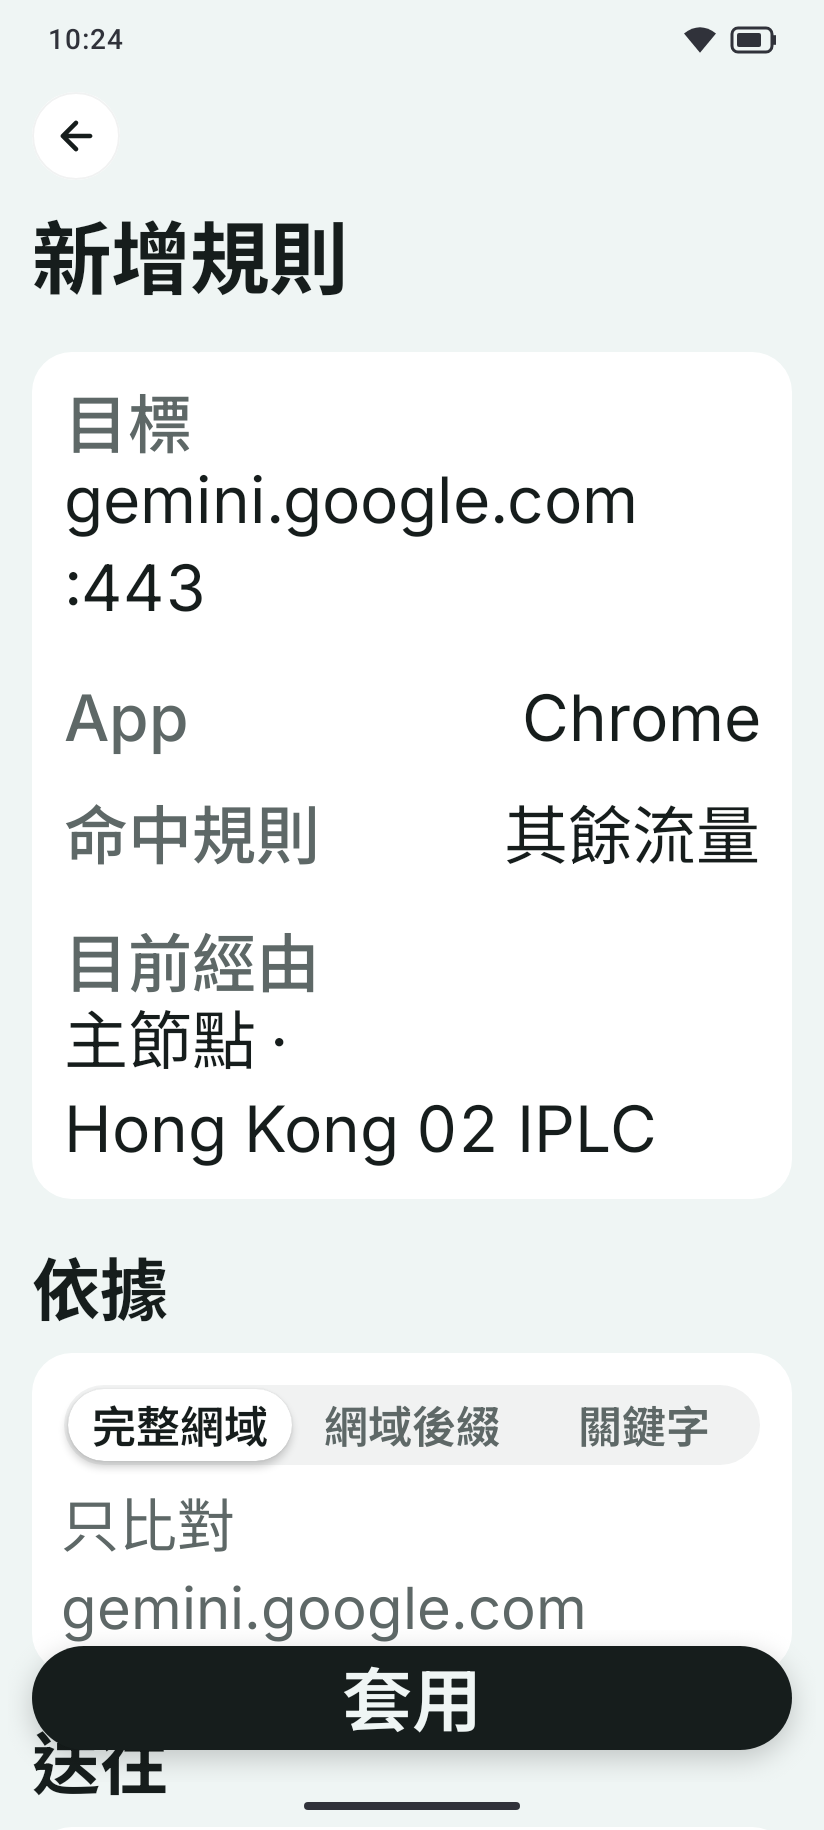 10:24
新增規則
目標
gemini.google.com
:443
App Chrome
命中規則 其餘流量
目前經由
主節點 ·
Hong Kong 02 IPLC
依據
完整網域 網域後綴 關鍵字
只比對
gemini.google.com
套用
送往